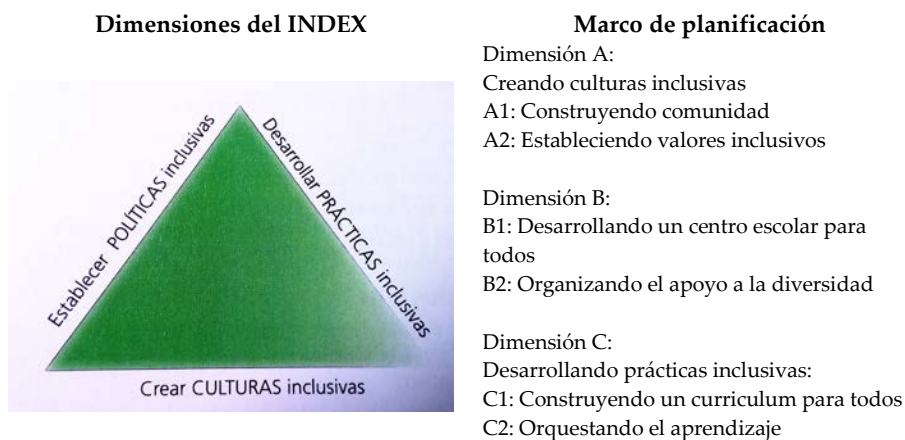 Dimensiones del INDEX
Establecer POLÍTICAS inclusivas
Desarrollar PRÁCTICAS inclusivas
Crear CULTURAS inclusivas
Marco de planificación
Dimensión A:
Creando culturas inclusivas
A1: Construyendo comunidad
A2: Estableciendo valores inclusivos
Dimensión B:
B1: Desarrollando un centro escolar para
todos
B2: Organizando el apoyo a la diversidad
Dimensión C:
Desarrollando prácticas inclusivas:
C1: Construyendo un curriculum para todos
C2: Orquestando el aprendizaje